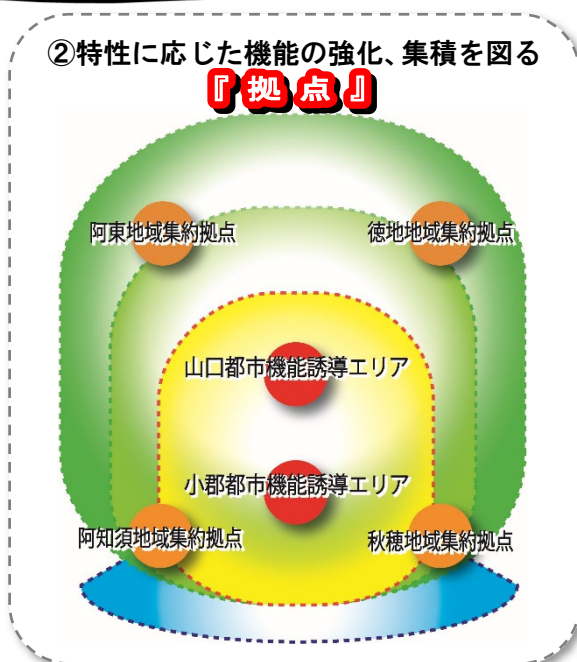 ②特性に応じた機能の強化、集積を図る
『拠点』
阿東地域集約拠点
徳地地域集約拠点
山口都市機能誘導エリア
小郡都市機能誘導エリア
阿知須地域集約拠点
秋穂地域集約拠点